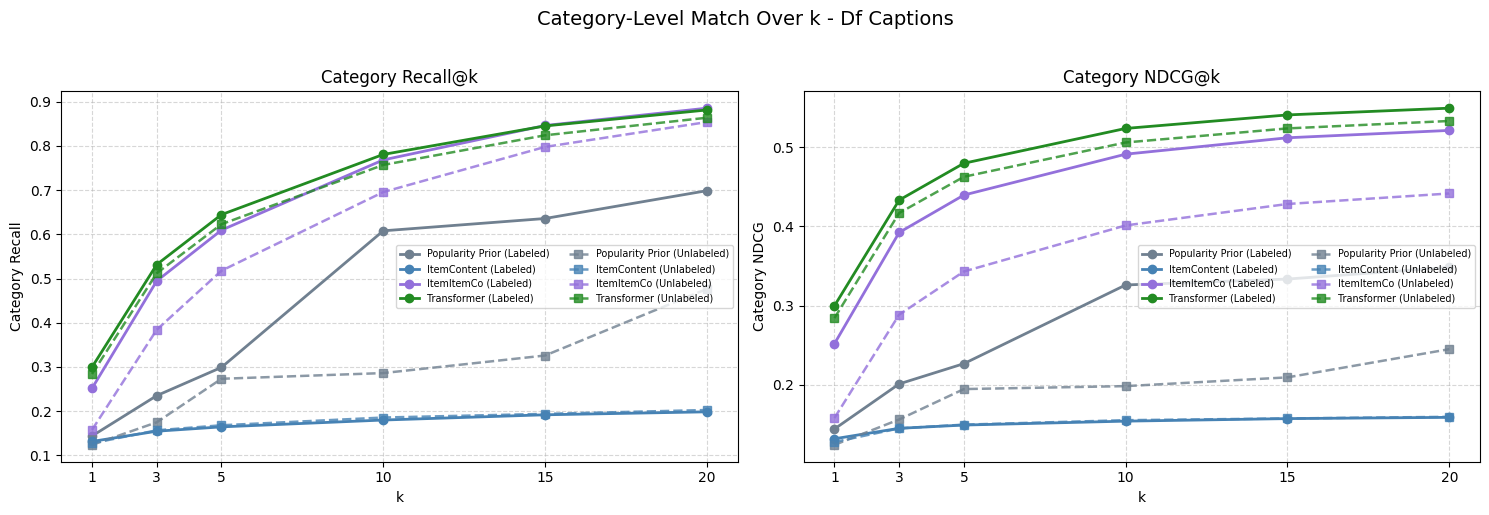 Category-Level Match Over k - Df Captions
Category Recall@k
Category Recall
0.9
0.8
0.7
0.6
0.5
0.4
0.3
0.2
0.1
Popularity Prior (Labeled)
ItemContent (Labeled)
ItemItemCo (Labeled)
Transformer (Labeled)
Popularity Prior (Unlabeled)
ItemContent (Unlabeled)
ItemItemCo (Unlabeled)
Transformer (Unlabeled)
1 3 5 10 15 20
k
Category NDCG@k
Category NDCG
0.5
0.4
0.3
0.2
Popularity Prior (Labeled)
ItemContent (Labeled)
ItemItemCo (Labeled)
Transformer (Labeled)
Popularity Prior (Unlabeled)
ItemContent (Unlabeled)
ItemItemCo (Unlabeled)
Transformer (Unlabeled)
1 3 5 10 15 20
k